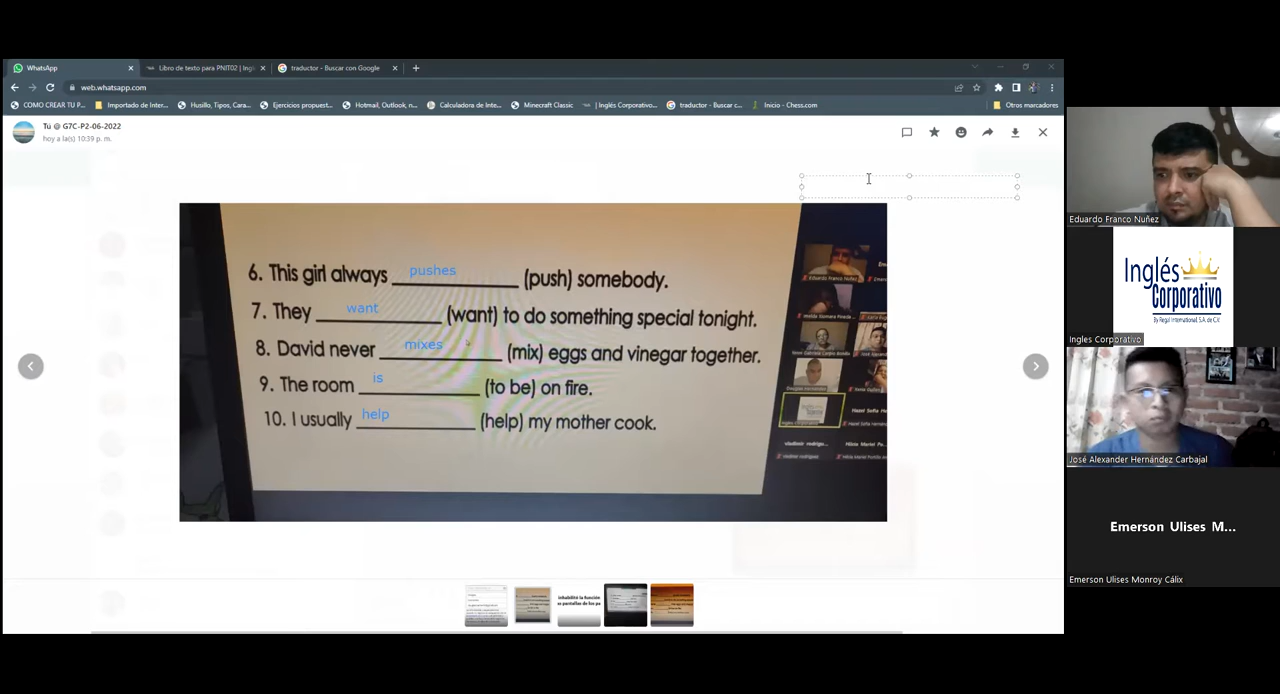 WhatsApp
Libro de texto para PNIT02 | Ingl
traductor - Buscar con Google
web.whatsapp.com
COMO CREAR TU P...
Importado de Inter...
Husillo, Tipos, Cara...
Ejercicios propuest...
Hotmail, Outlook, n...
Calculadora de Inte...
Minecraft Classic
| Inglés Corporativo...
traductor - Buscar c...
Inicio - Chess.com
Otros marcadores
Tú @ G7C-P2-06-2022
hoy a la(s) 10:39 p. m.
6. This girl always pushes (push) somebody.
7. They want (want) to do something special tonight.
8. David never mixes (mix) eggs and vinegar together.
9. The room is (to be) on fire.
10. I usually help (help) my mother cook.
Eduardo Franco Nuñez
Inglés
Corporativo
By Regal International, S.A. de C.V.
Ingles Corporativo
José Alexander Hernández Carbajal
Emerson Ulises M...
Emerson Ulises Monroy Cálix